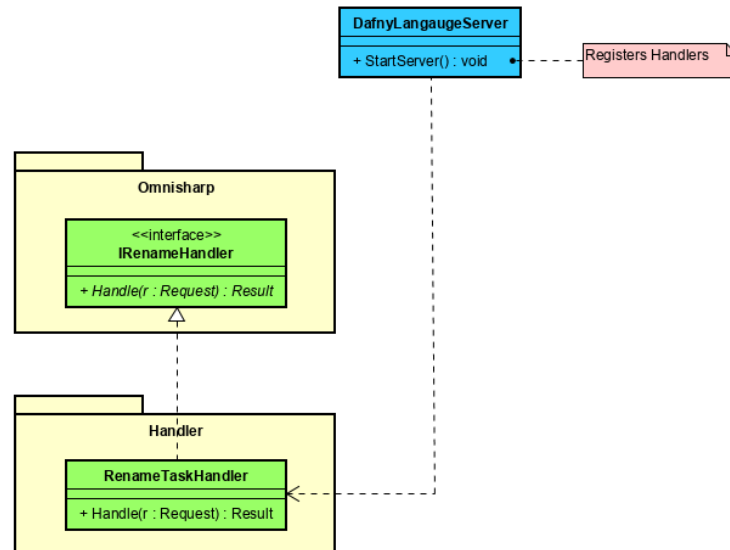 DafnyLangaugeServer
+ StartServer() : void
Registers Handlers
Omnisharp
<<interface>>
IRenameHandler
+ Handle(r : Request) : Result
Handler
RenameTaskHandler
+ Handle(r : Request) : Result